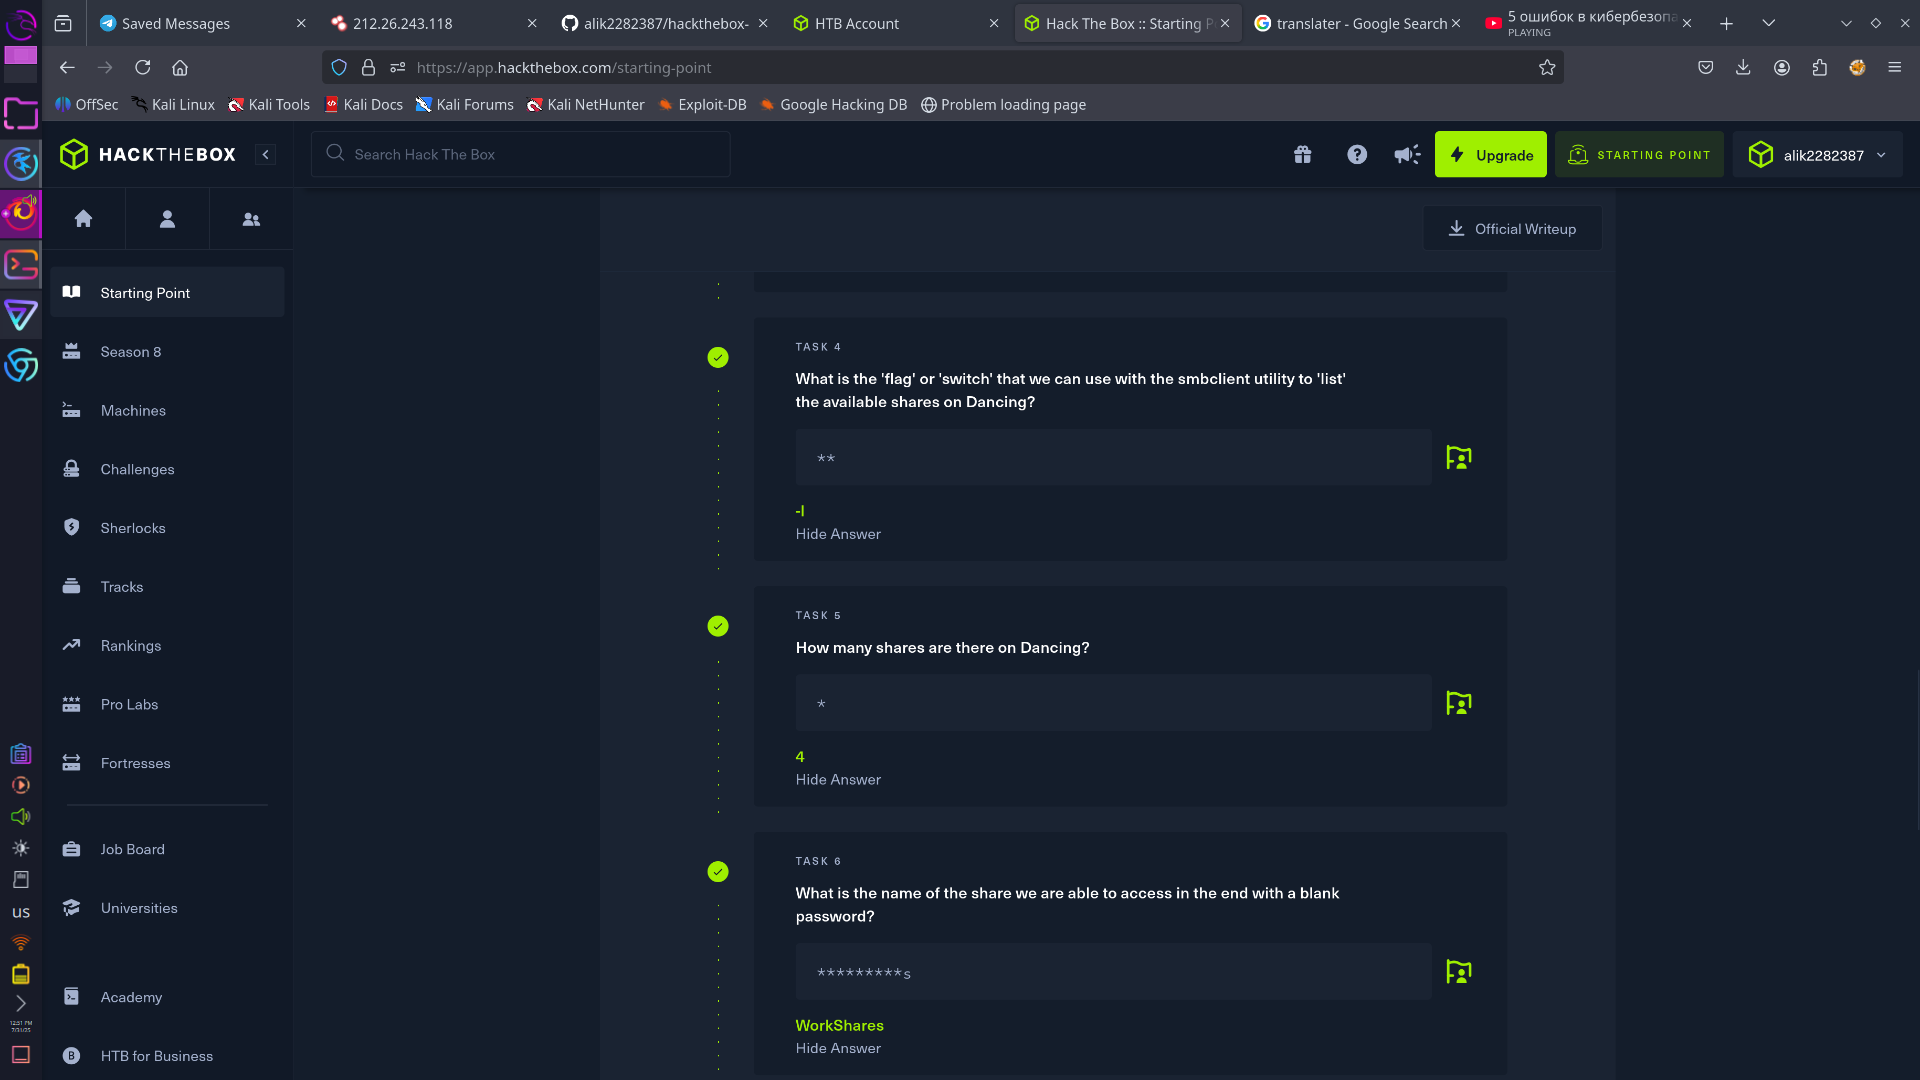 Saved Messages
212.26.243.118
alik2282387/hackthebox-
HTB Account
Hack The Box :: Starting P
translater - Google Search
5 ошибок в кибербезопа
PLAYING
https://app.hackthebox.com/starting-point
OffSec
Kali Linux
Kali Tools
Kali Docs
Kali Forums
Kali NetHunter
Exploit-DB
Google Hacking DB
Problem loading page
HACKTHEBOX
Search Hack The Box
Upgrade
STARTING POINT
alik2282387
Official Writeup
Starting Point
Season 8
Machines
Challenges
Sherlocks
Tracks
Rankings
Pro Labs
Fortresses
Job Board
Universities
Academy
HTB for Business
TASK 4
What is the 'flag' or 'switch' that we can use with the smbclient utility to 'list'
the available shares on Dancing?
**
-l
Hide Answer
TASK 5
How many shares are there on Dancing?
*
4
Hide Answer
TASK 6
What is the name of the share we are able to access in the end with a blank
password?
*********s
WorkShares
Hide Answer
us
12:51 PM
7/31/25